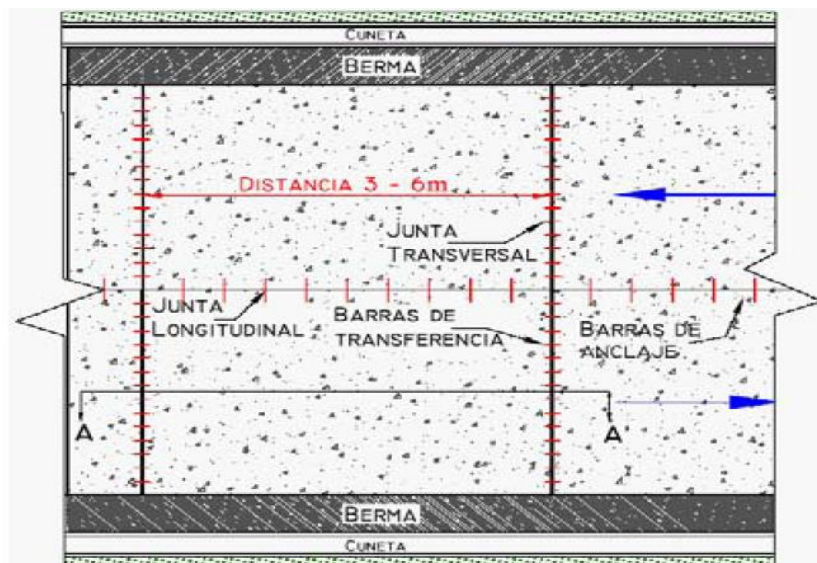 CUNETA
BERMA
DISTANCIA 3 - 6m
JUNTA
TRANSVERSAL
JUNTA
LONGITUDINAL
BARRAS DE
TRANSFERENCIA
BARRAS DE
ANCLAJE
A
A
BERMA
CUNETA